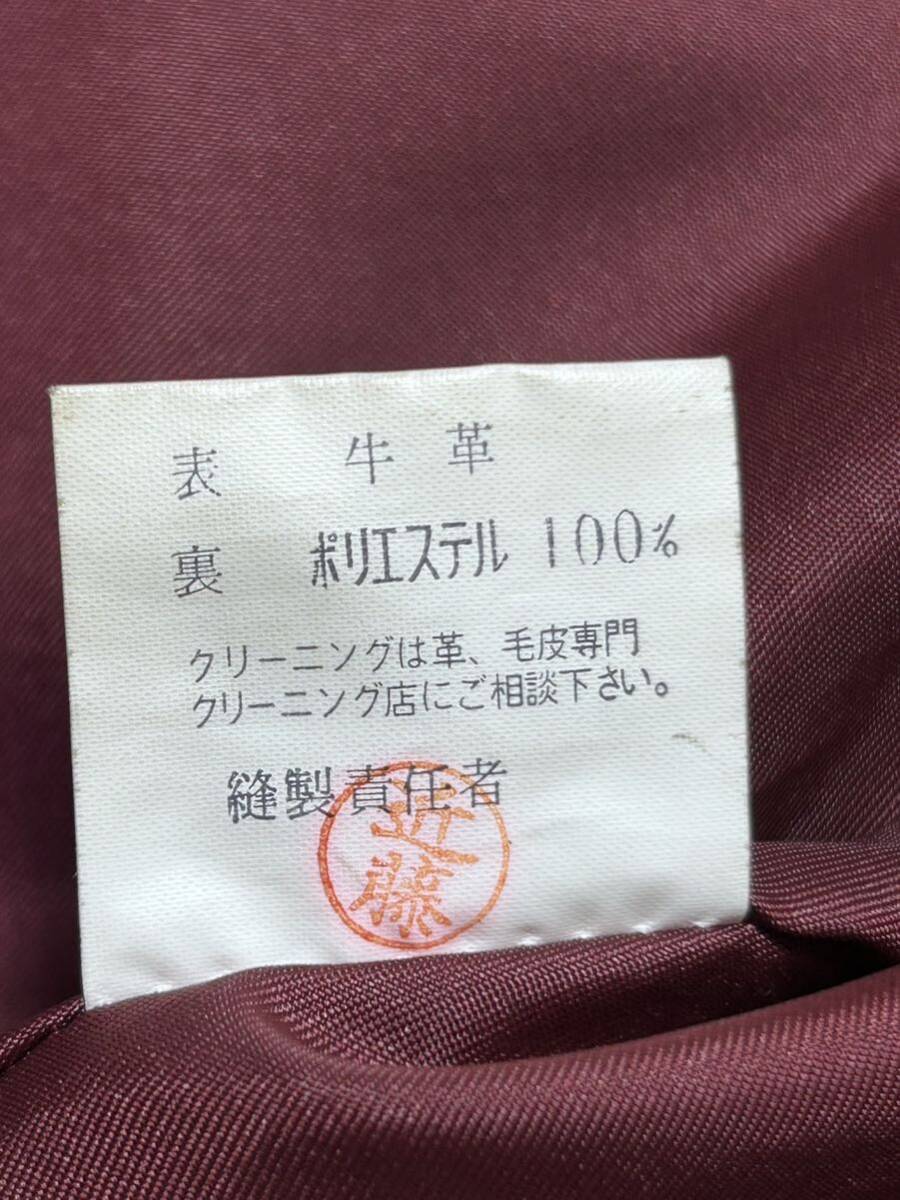 表 牛革
裏 ポリエステル 100%
クリーニングは革、毛皮専門
クリーニング店にご相談下さい。
縫製責任者
近藤